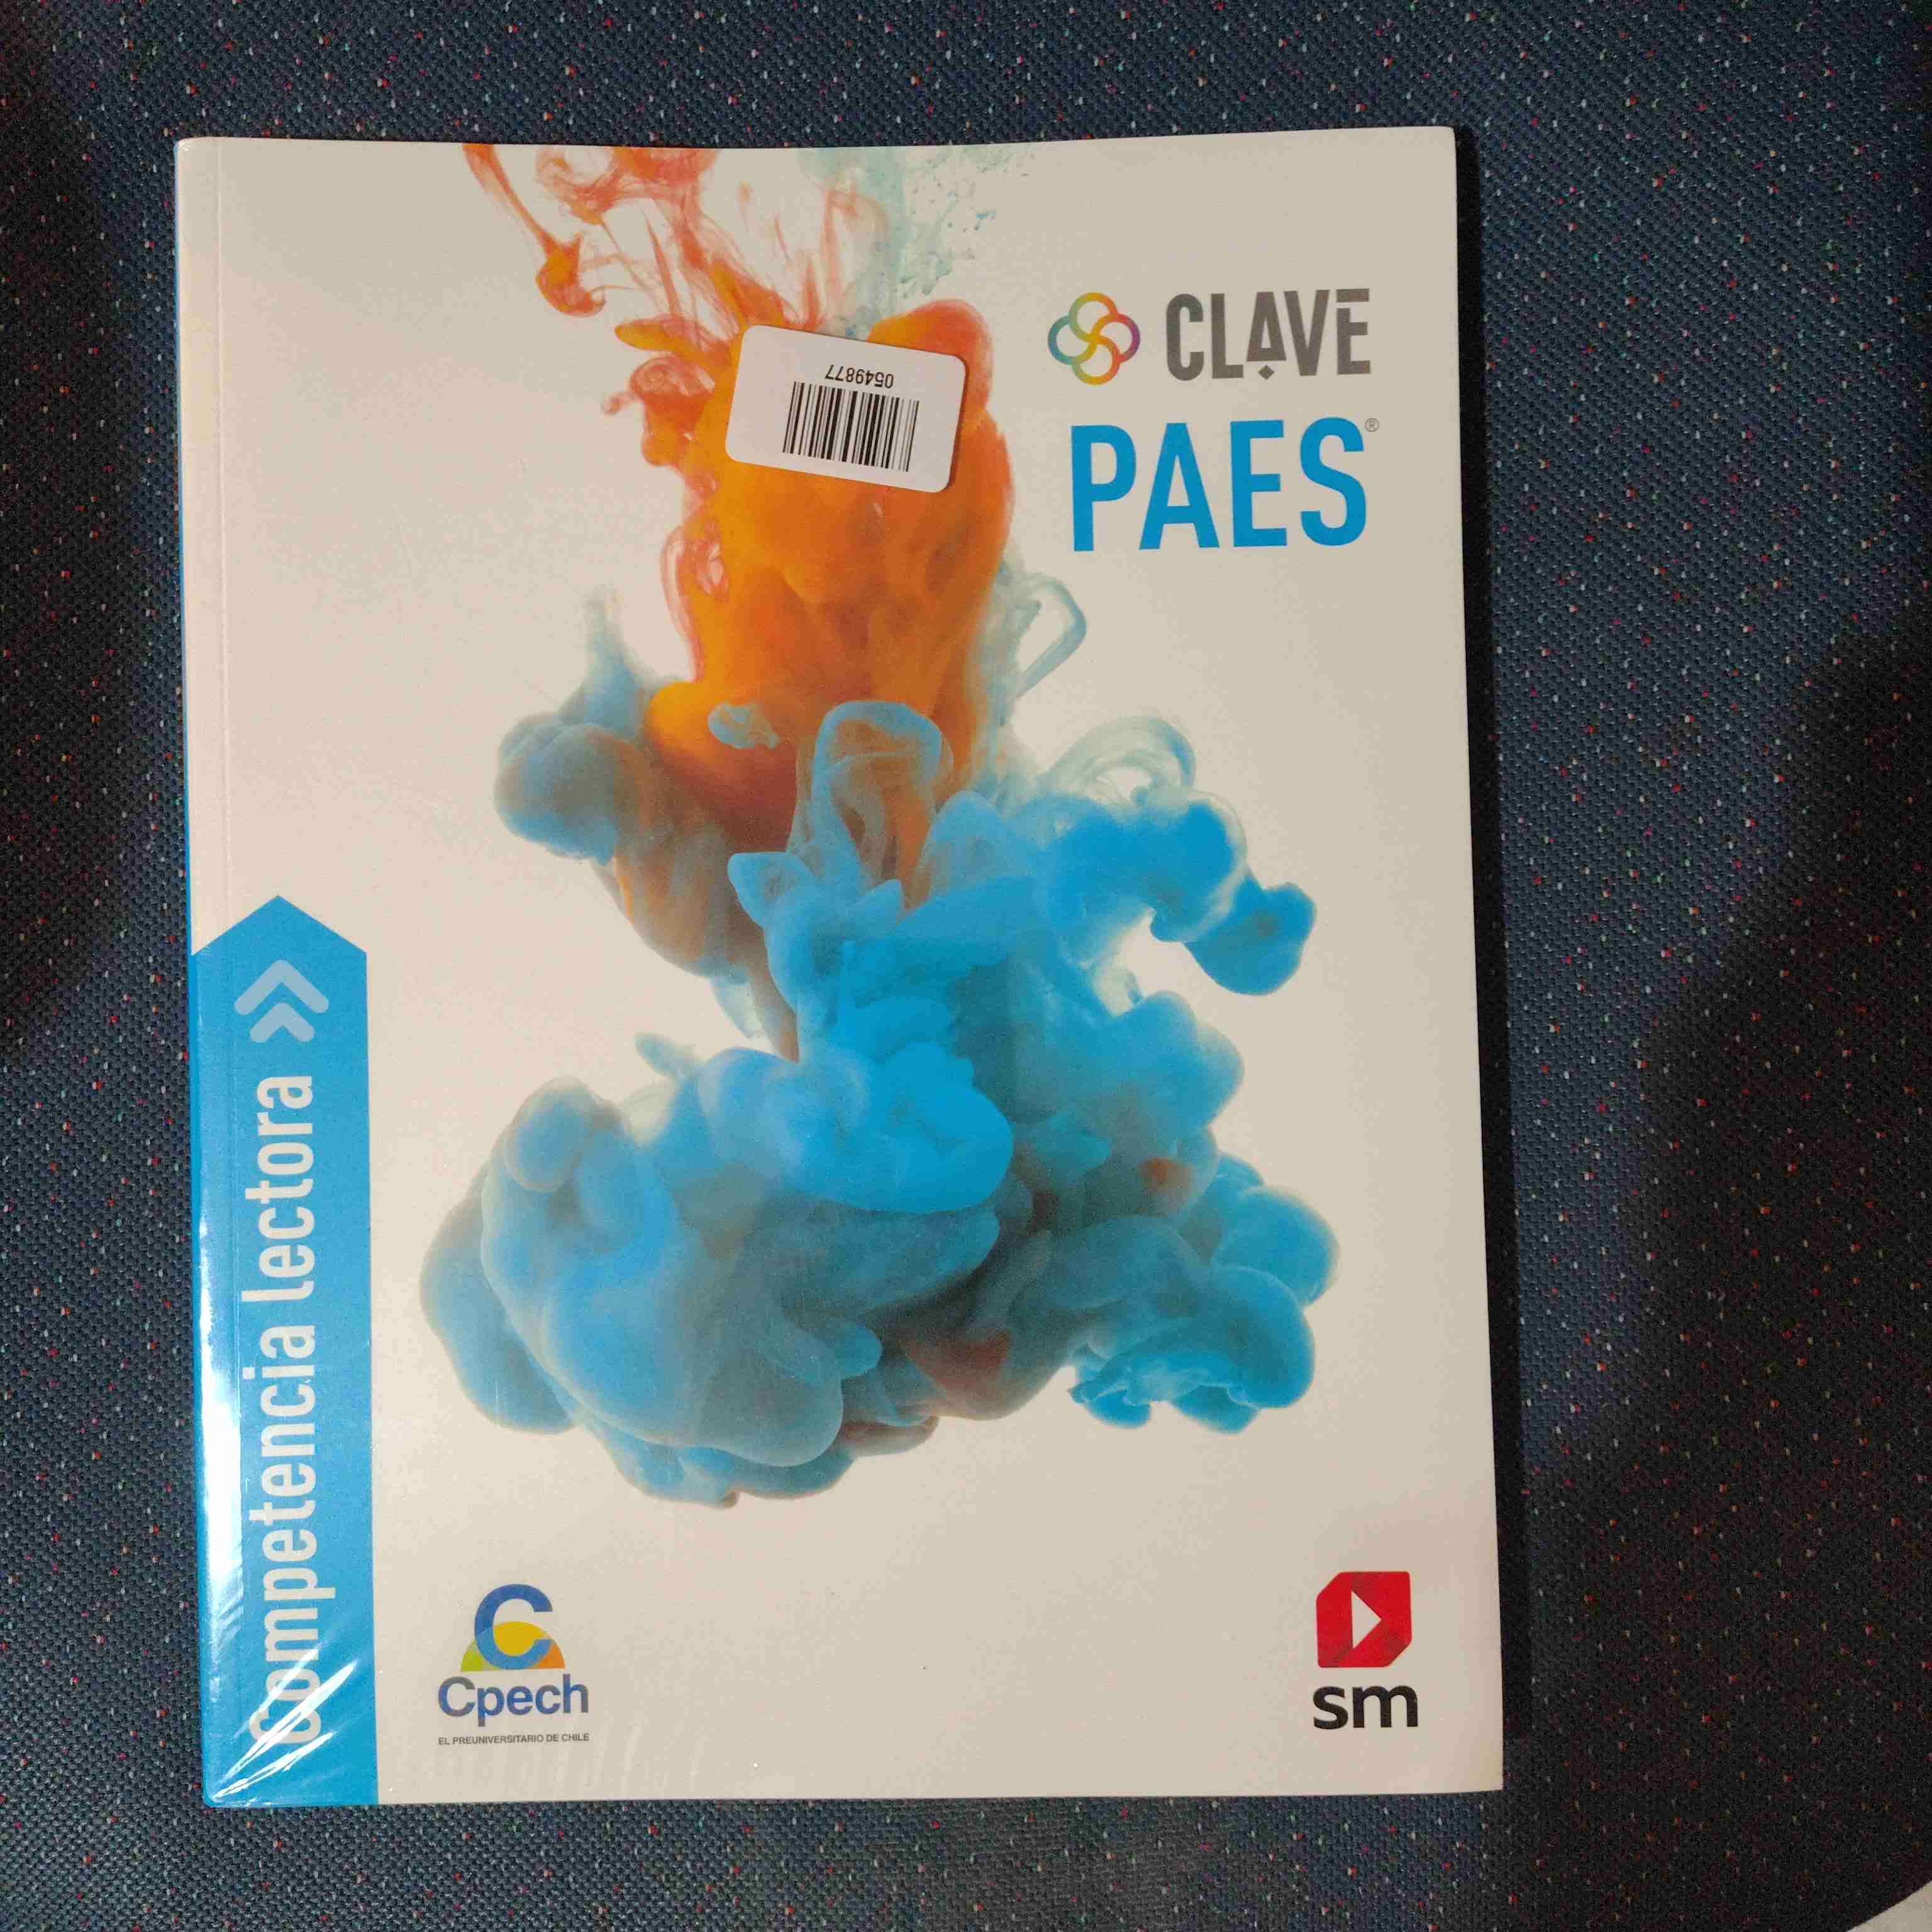 0549877
CLAVE
PAES®
Competencia lectora
Cpech
EL PREUNIVERSITARIO DE CHILE
sm